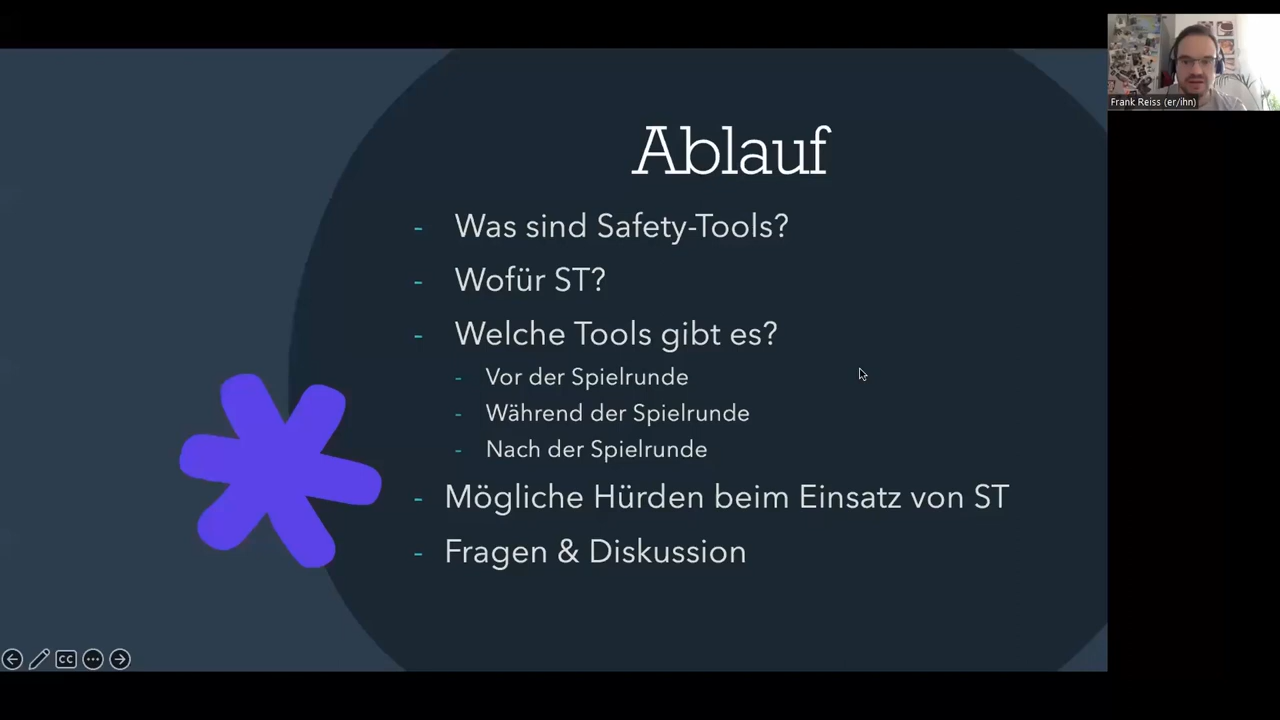 Frank Reiss (er/ihn)
Ablauf
- Was sind Safety-Tools?
- Wofür ST?
- Welche Tools gibt es?
- Vor der Spielrunde
- Während der Spielrunde
- Nach der Spielrunde
- Mögliche Hürden beim Einsatz von ST
- Fragen & Diskussion
CC